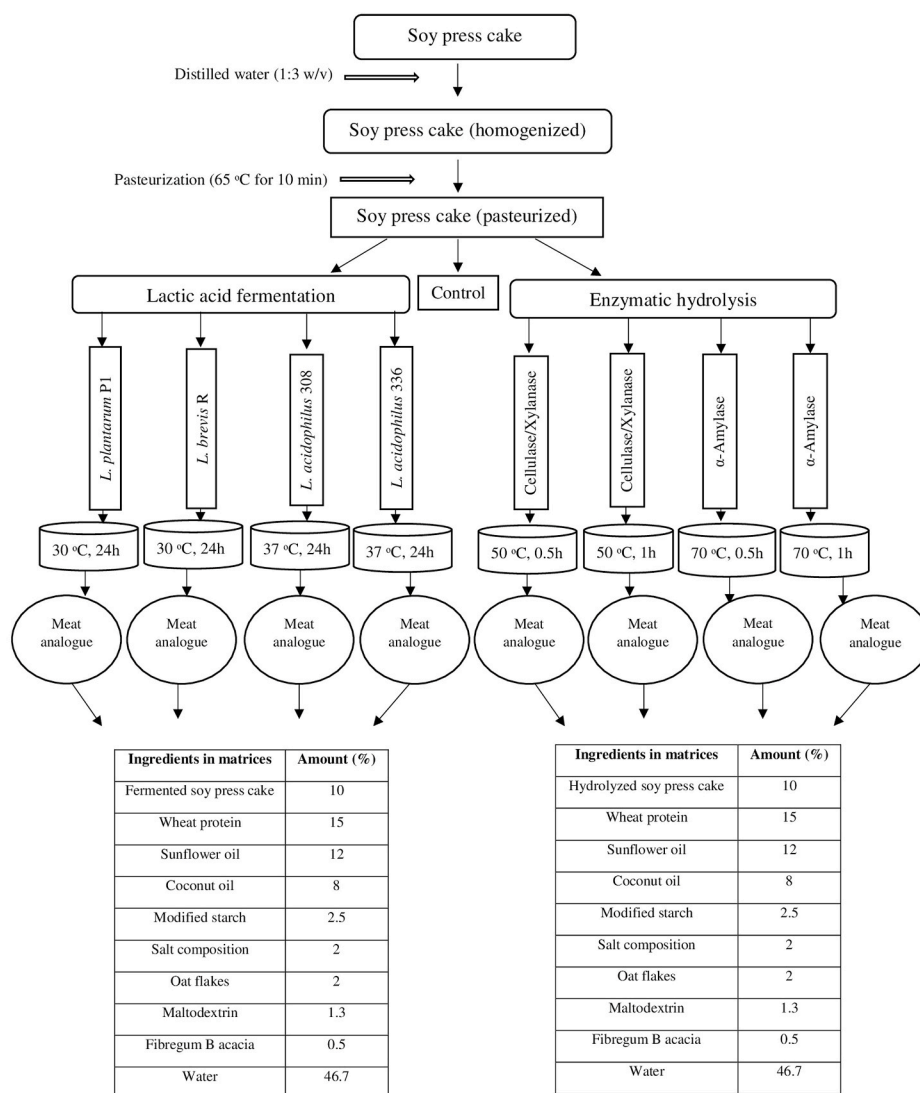 Soy press cake
Distilled water (1:3 w/v)
Soy press cake (homogenized)
Pasteurization (65 °C for 10 min)
Soy press cake (pasteurized)
Lactic acid fermentation
Control
Enzymatic hydrolysis
L. plantarum P1
L. brevis R
L. acidophilus 308
L. acidophilus 336
Cellulase/Xylanase
Cellulase/Xylanase
α-Amylase
α-Amylase
30 °C, 24h
30 °C, 24h
37 °C, 24h
37 °C, 24h
50 °C, 0.5h
50 °C, 1h
70 °C, 0.5h
70 °C, 1h
Meat
analogue
Meat
analogue
Meat
analogue
Meat
analogue
Meat
analogue
Meat
analogue
Meat
analogue
Meat
analogue
Ingredients in matrices Amount (%)
Fermented soy press cake 10
Wheat protein 15
Sunflower oil 12
Coconut oil 8
Modified starch 2.5
Salt composition 2
Oat flakes 2
Maltodextrin 1.3
Fibregum B acacia 0.5
Water 46.7
Ingredients in matrices Amount (%)
Hydrolyzed soy press cake 10
Wheat protein 15
Sunflower oil 12
Coconut oil 8
Modified starch 2.5
Salt composition 2
Oat flakes 2
Maltodextrin 1.3
Fibregum B acacia 0.5
Water 46.7